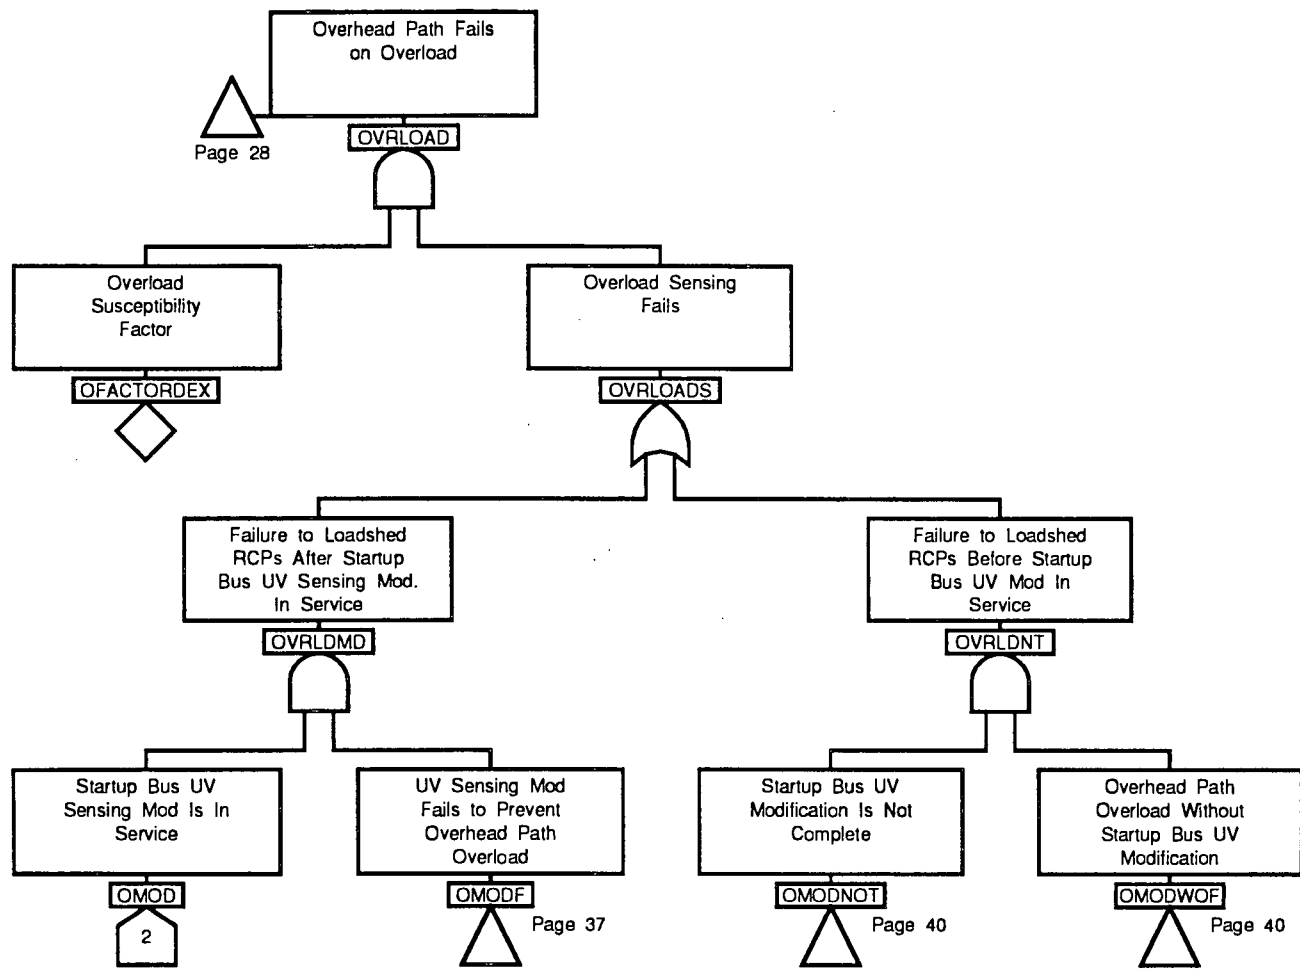 Overhead Path Fails
on Overload
Page 28
OVRLOAD
Overload
Susceptibility
Factor
OFACTORDEX
Overload Sensing
Fails
OVRLOADS
Failure to Loadshed
RCPs After Startup
Bus UV Sensing Mod.
In Service
OVRLDMD
Failure to Loadshed
RCPs Before Startup
Bus UV Mod In
Service
OVRLDNT
Startup Bus UV
Sensing Mod Is In
Service
OMOD
2
UV Sensing Mod
Fails to Prevent
Overhead Path
Overload
OMODF
Page 37
Startup Bus UV
Modification Is Not
Complete
OMODNOT
Page 40
Overhead Path
Overload Without
Startup Bus UV
Modification
OMODWOF
Page 40